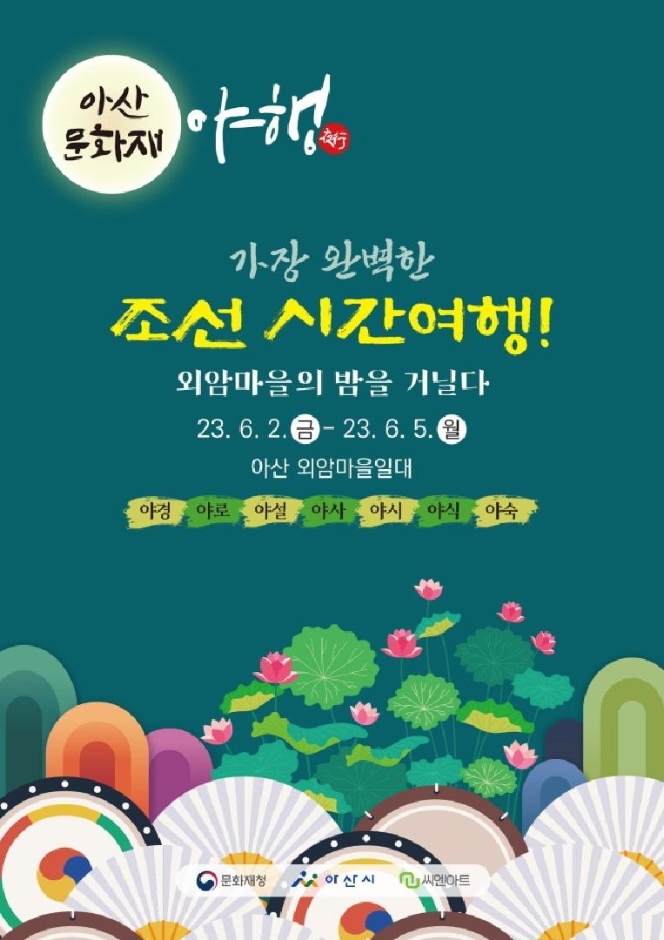 아산
문화재
야행
夜行
가장 완벽한
조선 시간여행!
외암마을의 밤을 거닐다
23. 6. 2. 금 - 23. 6. 5. 월
아산 외암마을일대
야경 야로 야설 야사 야시 야식 야숙
문화재청 아산시 씨엔아트